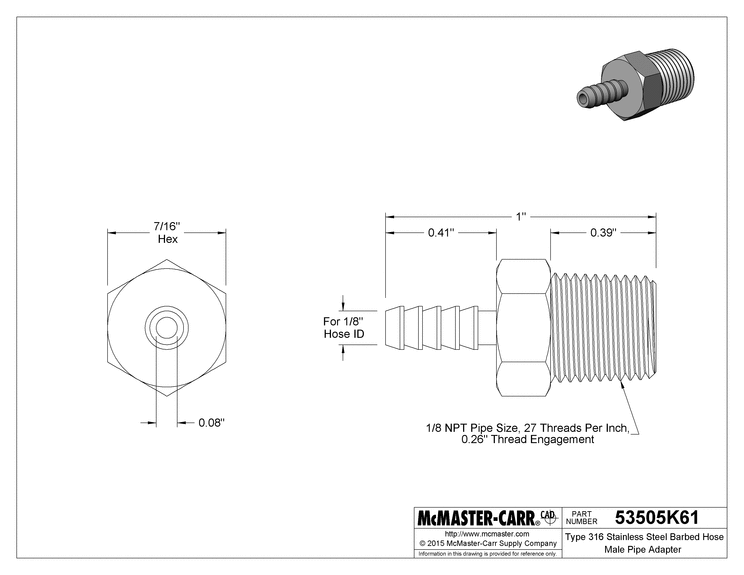 7/16"
Hex
0.08"
1"
0.41"
0.39"
For 1/8"
Hose ID
1/8 NPT Pipe Size, 27 Threads Per Inch,
0.26" Thread Engagement
McMASTER-CARR® CAD
http://www.mcmaster.com
© 2015 McMaster-Carr Supply Company
Information in this drawing is provided for reference only.
PART
NUMBER
53505K61
Type 316 Stainless Steel Barbed Hose
Male Pipe Adapter